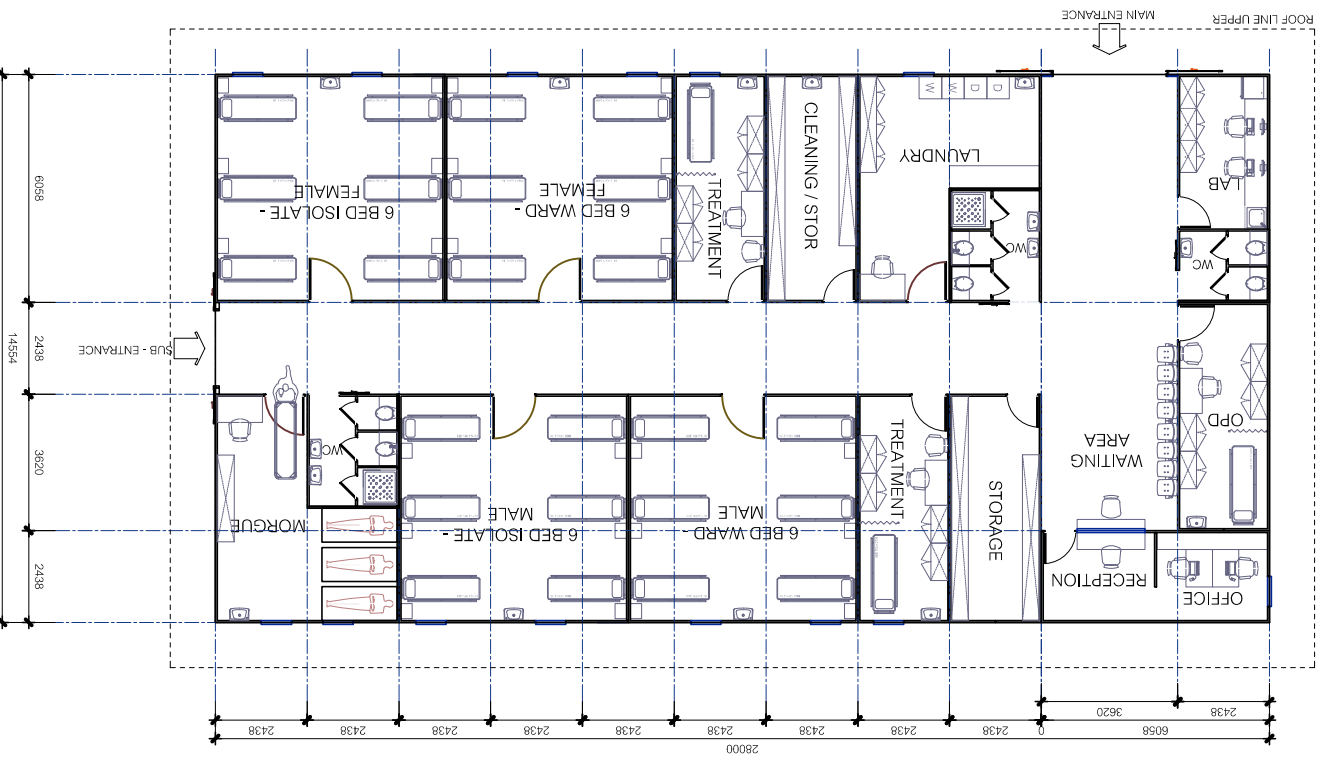 ROOF LINE UPPER
MAIN ENTRANCE
6 BED ISOLATE -
FEMALE
6 BED WARD -
FEMALE
TREATMENT
CLEANING / STOR
LAUNDRY
D D W W
WC
LAB
WC
SUB - ENTRANCE
OPD
WAITING
AREA
RECEPTION
OFFICE
STORAGE
TREATMENT
6 BED WARD -
MALE
6 BED ISOLATE -
MALE
WC
MORGUE
6058
2438
3620
2438
14554
2438 3620 0 2438 2438 2438 2438 2438 2438 2438 2438 2438
6058
28000